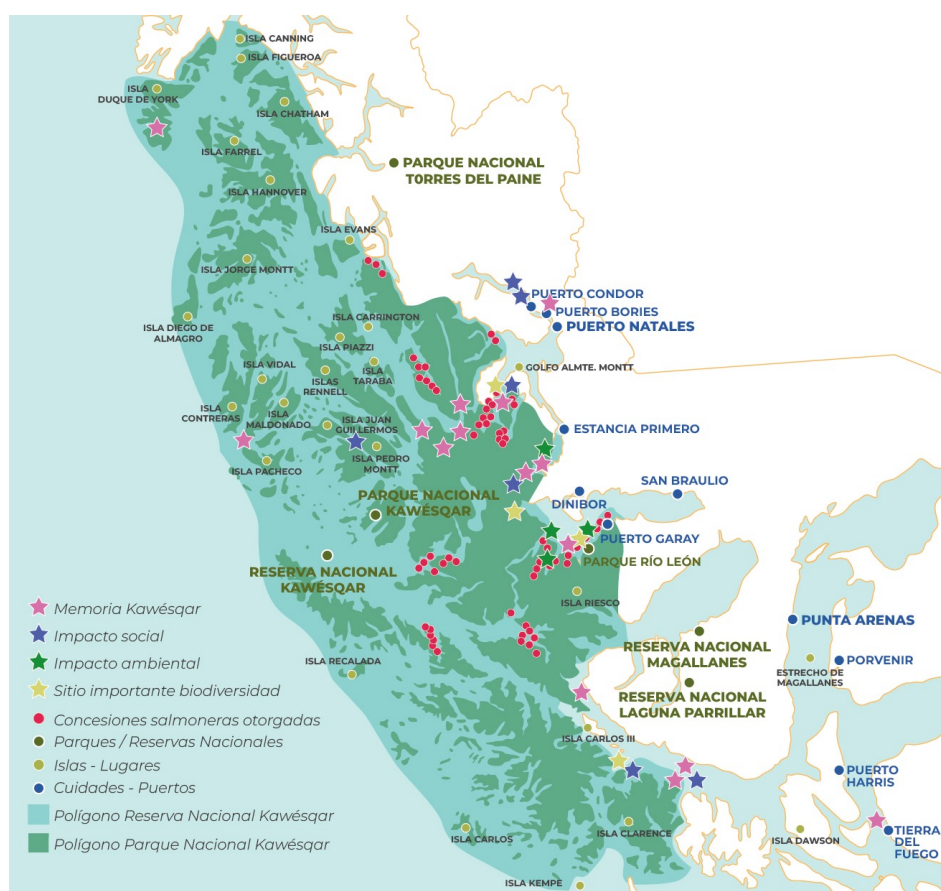 ISLA CANNING
ISLA FIGUEROA
ISLA
DUQUE DE YORK
ISLA CHATHAM
ISLA FARREL
PARQUE NACIONAL
TORRES DEL PAINE
ISLA HANNOVER
ISLA EVANS
ISLA JORGE MONTT
PUERTO CONDOR
PUERTO BORIES
PUERTO NATALES
ISLA DIEGO DE
ALMAGRO
ISLA CARRINGTON
ISLA PIAZZI
ISLA VIDAL
ISLAS
RENNELL
ISLA
TARABA
GOLFO ALMTE. MONTT
ISLA
CONTRERAS
ISLA
MALDONADO
ISLA JUAN
GUILLERMOS
ESTANCIA PRIMERO
ISLA PACHECO
ISLA PEDRO
MONTT
SAN BRAULIO
DINIBOR
PARQUE NACIONAL
KAWÉSQAR
PUERTO GARAY
PARQUE RÍO LEÓN
RESERVA NACIONAL
KAWÉSQAR
ISLA RIESCO
PUNTA ARENAS
RESERVA NACIONAL
MAGALLANES
ESTRECHO DE
MAGALLANES
PORVENIR
ISLA RECALADA
RESERVA NACIONAL
LAGUNA PARRILLAR
ISLA CARLOS III
PUERTO
HARRIS
ISLA CARLOS
ISLA CLARENCE
ISLA DAWSON
TIERRA
DEL
FUEGO
ISLA KEMPE
Memoria Kawésqar
Impacto social
Impacto ambiental
Sitio importante biodiversidad
Concesiones salmoneras otorgadas
Parques / Reservas Nacionales
Islas - Lugares
Cuidades - Puertos
Polígono Reserva Nacional Kawésqar
Polígono Parque Nacional Kawésqar